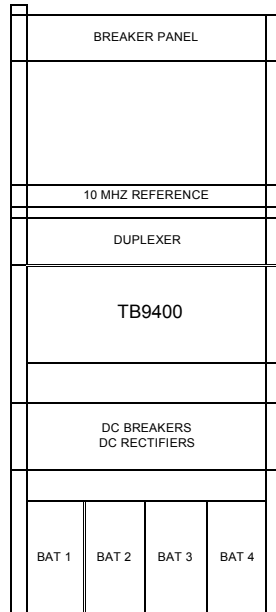 BREAKER PANEL
10 MHZ REFERENCE
DUPLEXER
TB9400
DC BREAKERS
DC RECTIFIERS
BAT 1
BAT 2
BAT 3
BAT 4